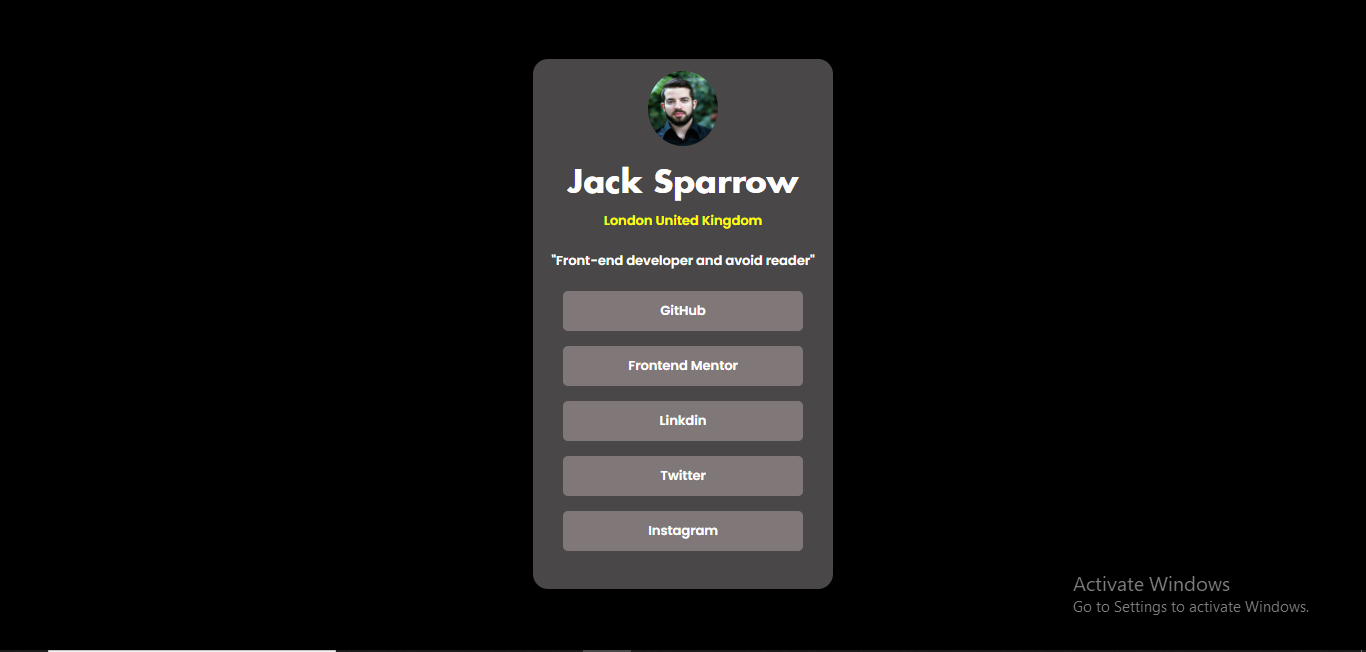 Jack Sparrow
London United Kingdom
"Front-end developer and avoid reader"
GitHub
Frontend Mentor
Linkdin
Twitter
Instagram
Activate Windows
Go to Settings to activate Windows.